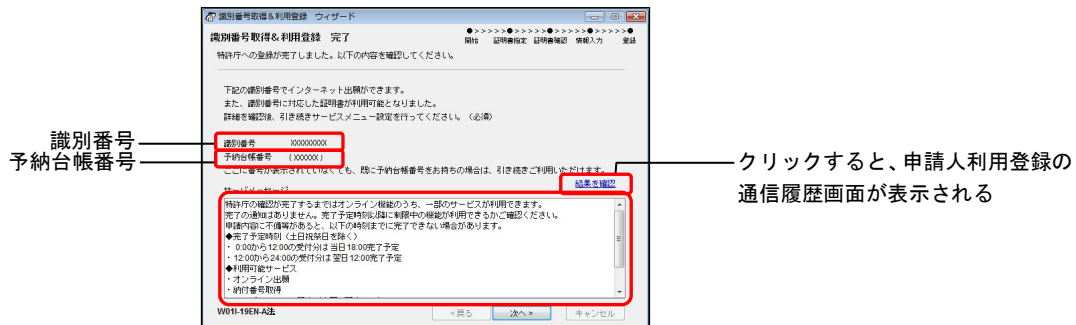 識別番号取得&利用登録 ウィザード
識別番号取得&利用登録 完了
●>>>>>●>>>>>●>>>>>●>>>>>●
開始 証明書指定 証明書確認 情報入力 登録
特許庁への登録が完了しました。以下の内容を確認してください。
下記の識別番号でインターネット出願ができます。
また、識別番号に対応した証明書が利用可能となりました。
詳細を確認後、引き続きサービスメニュー設定を行ってください。(必須)
識別番号
識別番号 XXXXXXXXX
予納台帳番号
予納台帳番号 (XXXXXX)
ここに番号が表示されていなくても、既に予納台帳番号をお持ちの場合は、引き続きご利用いただけます。
クリックすると、申請人利用登録の
通信履歴画面が表示される
結果を確認
サーバメッセージ
特許庁の確認が完了するまではオンライン機能のうち、一部のサービスが利用できます。
完了の通知はありません。完了予定時刻以降に制限中の機能が利用できるかご確認ください。
申請内容に不備等があると、以下の時刻までに完了できない場合があります。
◆完了予定時刻(土日祝祭日を除く)
・ 0:00から12:00の受付分は当日18:00完了予定
・ 12:00から24:00の受付分は翌日12:00完了予定
◆利用可能サービス
・オンライン出願
・納付番号取得
W01I-19EN-A法
<戻る 次へ> キャンセル